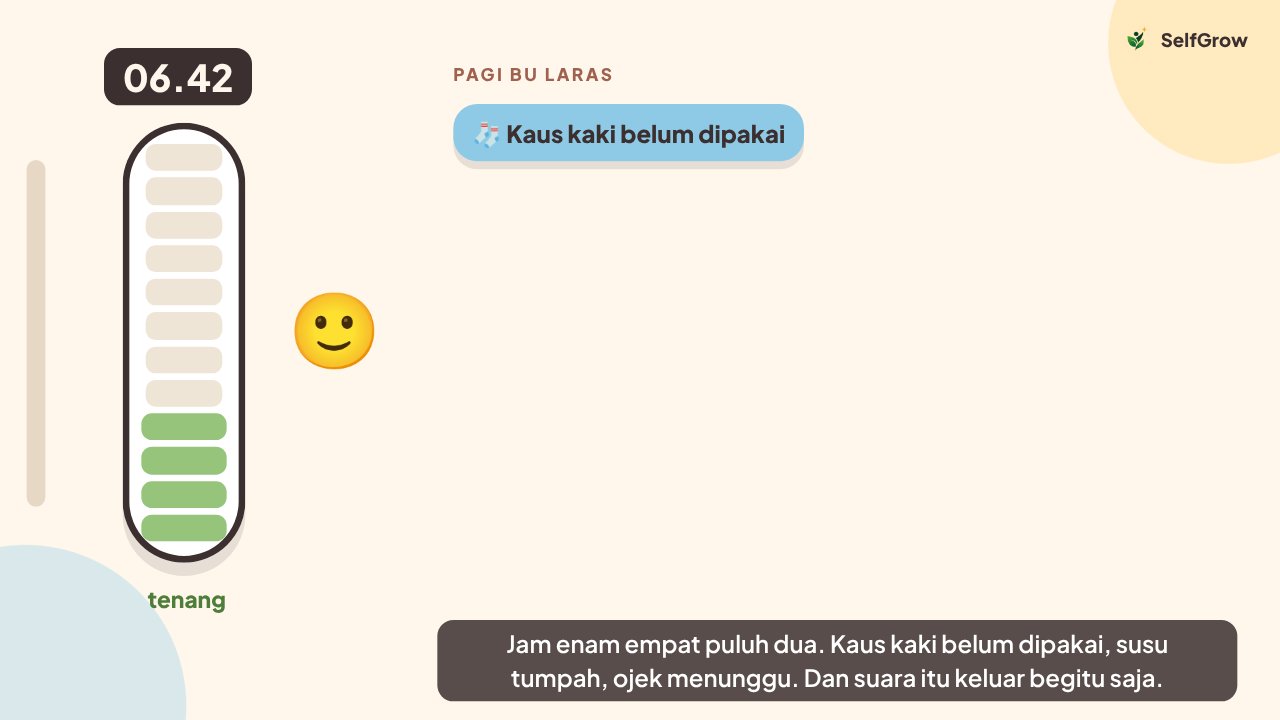 06.42
PAGI BU LARAS
SelfGrow
Kaus kaki belum dipakai
tenang
Jam enam empat puluh dua. Kaus kaki belum dipakai, susu
tumpah, ojek menunggu. Dan suara itu keluar begitu saja.